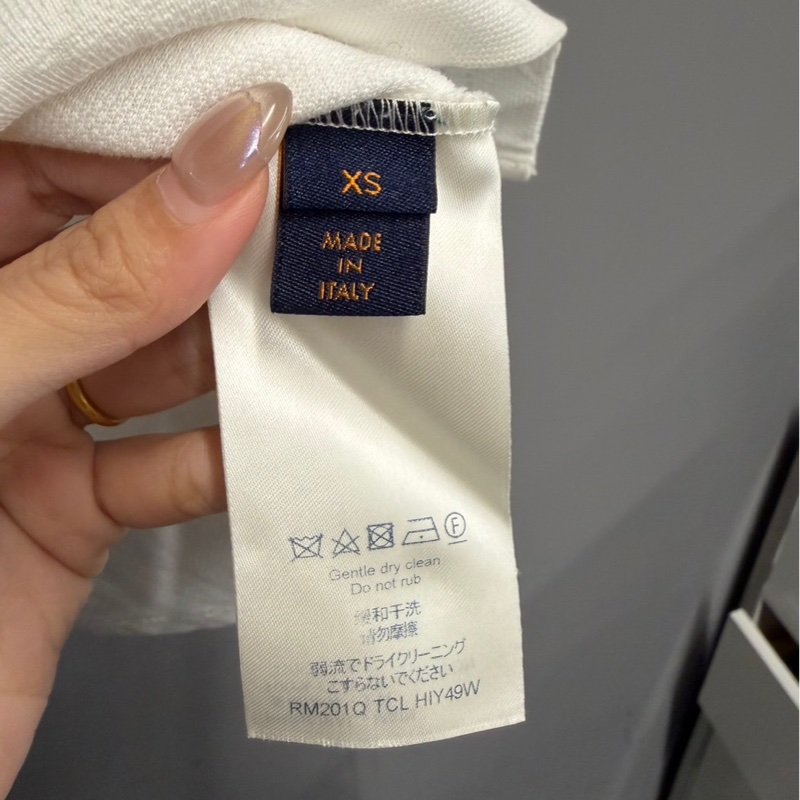 XS
MADE
IN
ITALY
F
Gentle dry clean
Do not rub
缓和干洗
请勿摩擦
弱流でドライクリーニング
こすらないでください
RM201Q TCL HIY49W